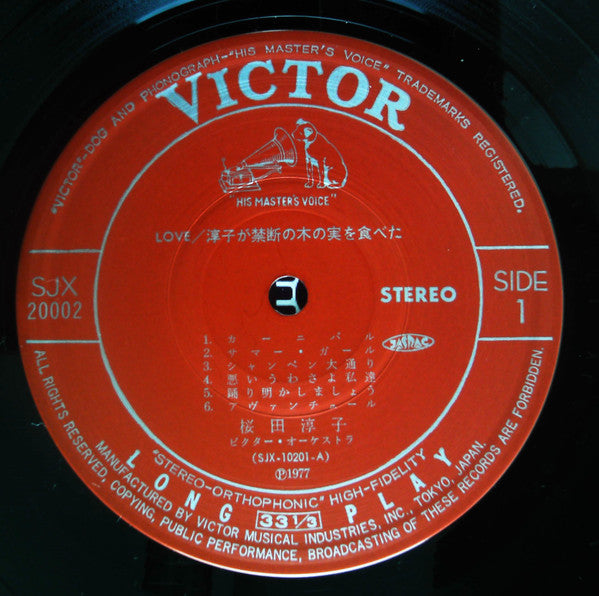 "VICTOR"-DOG AND PHONOGRAPH-"HIS MASTER'S VOICE" TRADEMARKS REGISTERED.
VICTOR
"HIS MASTER'S VOICE"
LOVE/淳子が禁断の木の実を食べた
SJX
20002
STEREO
SIDE
1
JASRAC
1. カーニバル
2. サマー・ガール
3. シャンペン大通り
4. 悪いうわさよ私達
5. 踊り明かしましょう
6. アヴァンチュール
桜田淳子
ビクター・オーケストラ
(SJX-10201-A)
Ⓟ1977
"STEREO-ORTHOPHONIC" HIGH-FIDELITY
LONG 33⅓ PLAY
MANUFACTURED BY VICTOR MUSICAL INDUSTRIES, INC., TOKYO, JAPAN.
ALL RIGHTS RESERVED, COPYING, PUBLIC PERFORMANCE, BROADCASTING OF THESE RECORDS ARE FORBIDDEN.